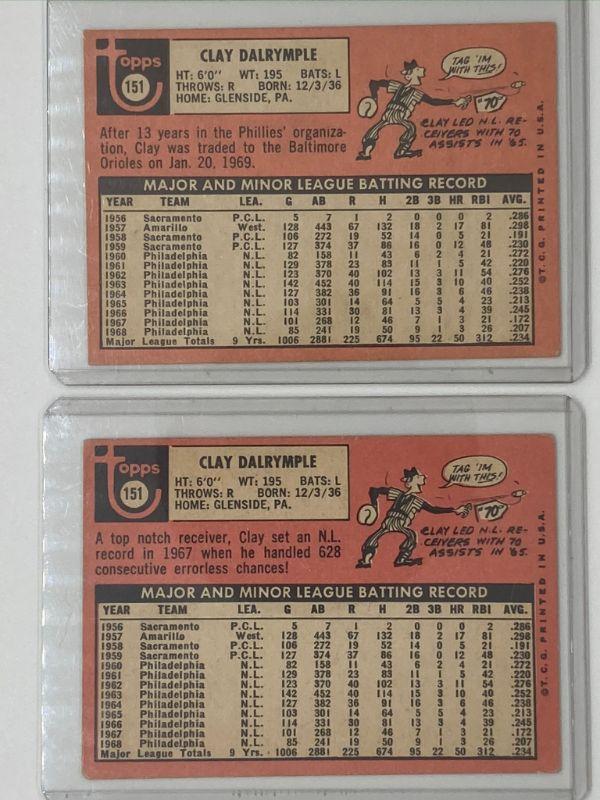 topps
151
CLAY DALRYMPLE
HT: 6'0" WT: 195 BATS: L
THROWS: R BORN: 12/3/36
HOME: GLENSIDE, PA.
TAG 'IM
WITH THIS!
"70"
CLAY LED N.L. RE-
CEIVERS WITH 70
ASSISTS IN '65.
After 13 years in the Phillies' organiza-
tion, Clay was traded to the Baltimore
Orioles on Jan. 20, 1969.
MAJOR AND MINOR LEAGUE BATTING RECORD
YEAR TEAM LEA. G AB R H 2B 3B HR RBI AVG.
1956 Sacramento P.C.L. 5 7 1 2 0 0 0 2 .286
1957 Amarillo West. 128 443 67 132 18 2 17 81 .298
1958 Sacramento P.C.L. 106 272 19 52 14 0 5 21 .191
1959 Sacramento P.C.L. 127 374 37 86 16 0 12 48 .230
1960 Philadelphia N.L. 82 158 11 43 6 2 4 21 .272
1961 Philadelphia N.L. 129 378 23 83 11 1 5 42 .220
1962 Philadelphia N.L. 123 370 40 102 13 3 11 54 .276
1963 Philadelphia N.L. 142 452 40 114 15 3 10 40 .252
1964 Philadelphia N.L. 127 382 36 91 16 3 6 46 .238
1965 Philadelphia N.L. 103 301 14 64 5 5 4 23 .213
1966 Philadelphia N.L. 114 331 30 81 13 3 4 39 .245
1967 Philadelphia N.L. 101 268 12 46 7 1 3 21 .172
1968 Philadelphia N.L. 85 241 19 50 9 1 3 26 .207
Major League Totals 9 Yrs. 1006 2881 225 674 95 22 50 312 .234
©T.C.G. PRINTED IN U.S.A.
topps
151
CLAY DALRYMPLE
HT: 6'0" WT: 195 BATS: L
THROWS: R BORN: 12/3/36
HOME: GLENSIDE, PA.
TAG 'IM
WITH THIS!
"70"
CLAY LED N.L. RE-
CEIVERS WITH 70
ASSISTS IN '65.
A top notch receiver, Clay set an N.L.
record in 1967 when he handled 628
consecutive errorless chances!
MAJOR AND MINOR LEAGUE BATTING RECORD
YEAR TEAM LEA. G AB R H 2B 3B HR RBI AVG.
1956 Sacramento P.C.L. 5 7 1 2 0 0 0 2 .286
1957 Amarillo West. 128 443 67 132 18 2 17 81 .298
1958 Sacramento P.C.L. 106 272 19 52 14 0 5 21 .191
1959 Sacramento P.C.L. 127 374 37 86 16 0 12 48 .230
1960 Philadelphia N.L. 82 158 11 43 6 2 4 21 .272
1961 Philadelphia N.L. 129 378 23 83 11 1 5 42 .220
1962 Philadelphia N.L. 123 370 40 102 13 3 11 54 .276
1963 Philadelphia N.L. 142 452 40 114 15 3 10 40 .252
1964 Philadelphia N.L. 127 382 36 91 16 3 6 46 .238
1965 Philadelphia N.L. 103 301 14 64 5 5 4 23 .213
1966 Philadelphia N.L. 114 331 30 81 13 3 4 39 .245
1967 Philadelphia N.L. 101 268 12 46 7 1 3 21 .172
1968 Philadelphia N.L. 85 241 19 50 9 1 3 26 .207
Major League Totals 9 Yrs. 1006 2881 225 674 95 22 50 312 .234
©T.C.G. PRINTED IN U.S.A.